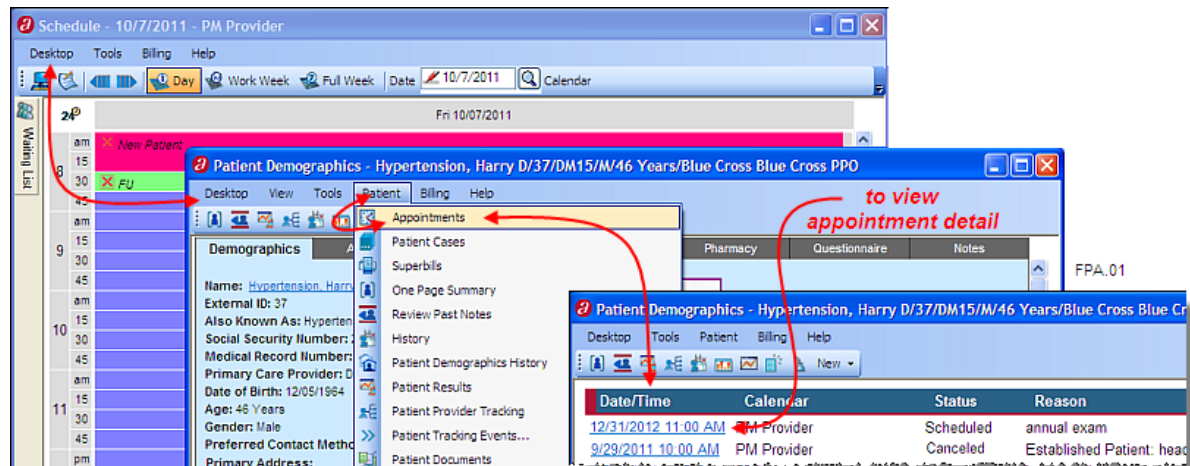 Schedule - 10/7/2011 - PM Provider
Desktop Tools Billing Help
Day Work Week Full Week Date 10/7/2011 Calendar
Waiting List
24
Fri 10/07/2011
8 am New Patient
15
30 FU
45
9 am
15
30
45
10 am
15
30
45
11 am
15
30
45
pm
Patient Demographics - Hypertension, Harry D/37/DM15/M/46 Years/Blue Cross Blue Cross PPO
Desktop View Tools Patient Billing Help
Demographics
Pharmacy Questionnaire Notes
Name: Hypertension, Harry
External ID: 37
Also Known As: Hyperten
Social Security Number:
Medical Record Number:
Primary Care Provider: D
Date of Birth: 12/05/1964
Age: 46 Years
Gender: Male
Preferred Contact Metho
Primary Address:
Appointments
Patient Cases
Superbills
One Page Summary
Review Past Notes
History
Patient Demographics History
Patient Results
Patient Provider Tracking
Patient Tracking Events...
Patient Documents
to view
appointment detail
FPA.01
Patient Demographics - Hypertension, Harry D/37/DM15/M/46 Years/Blue Cross Blue Cr
Desktop Tools Patient Billing Help
New
Date/Time Calendar Status Reason
12/31/2012 11:00 AM PM Provider Scheduled annual exam
9/29/2011 10:00 AM PM Provider Canceled Established Patient: head